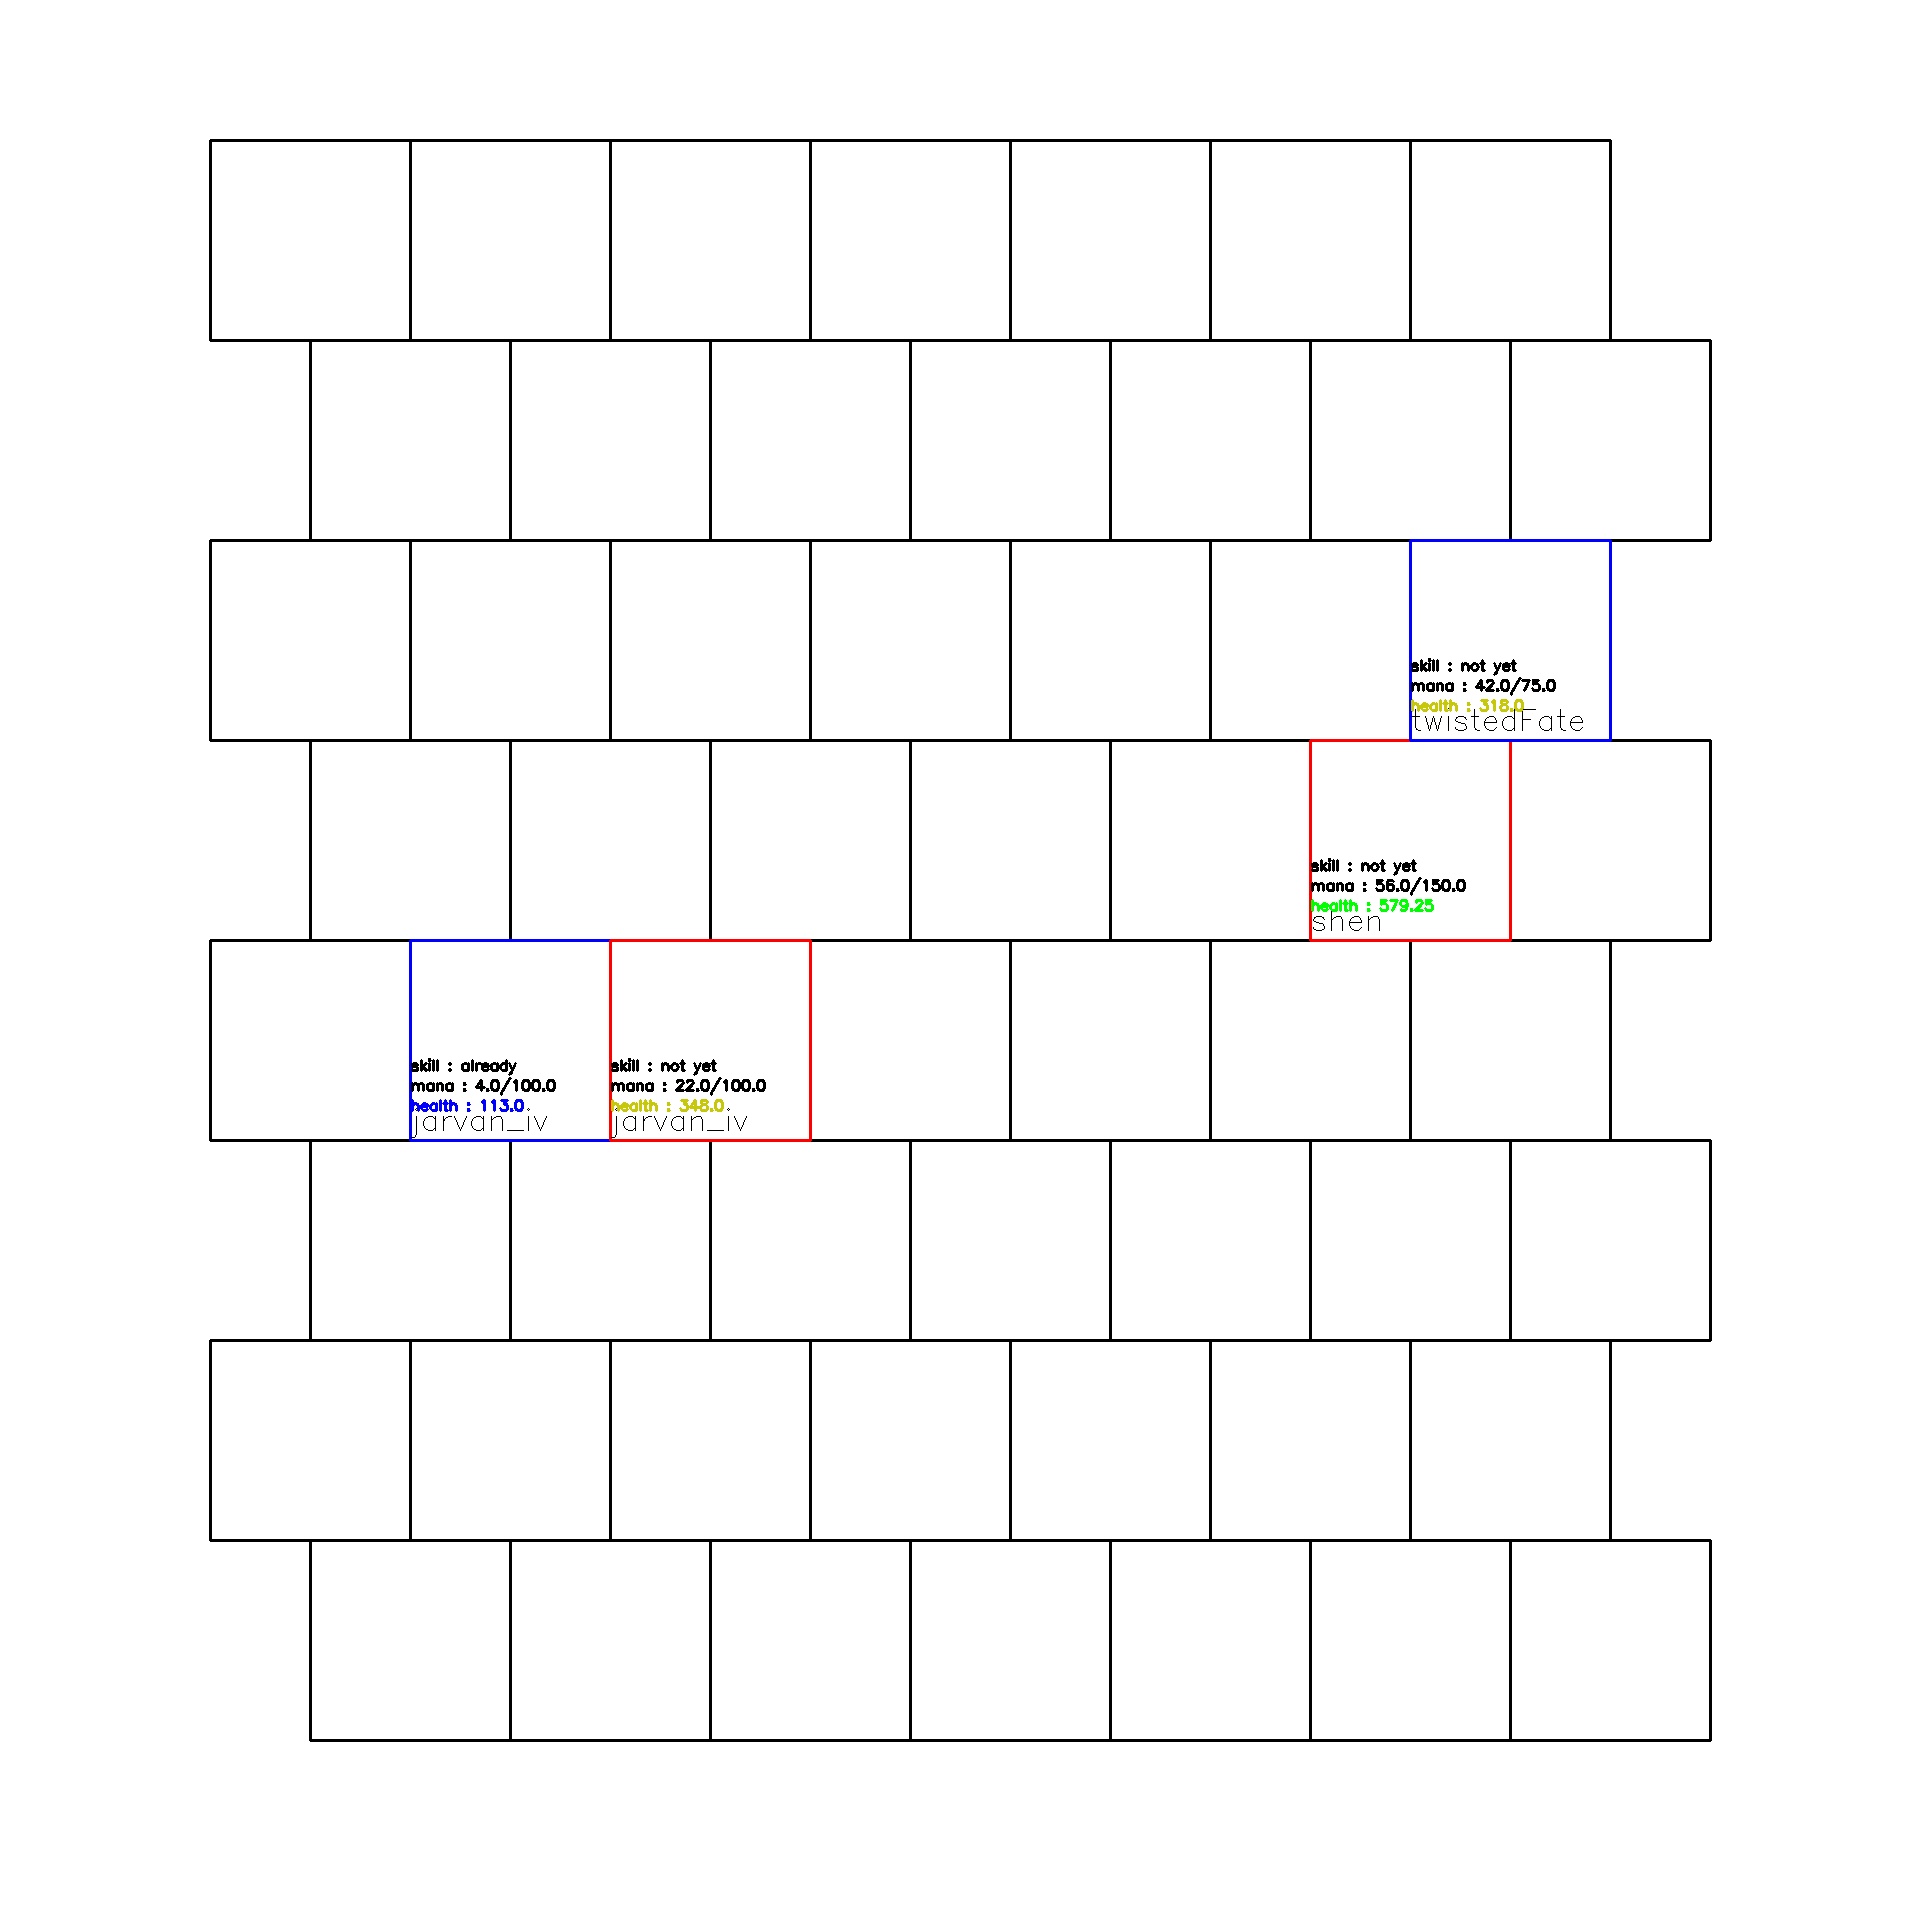 skill : not yet
mana : 42.0/75.0
health : 318.0
twistedFate
skill : not yet
mana : 56.0/150.0
health : 579.25
shen
skill : already
mana : 4.0/100.0
health : 113.0
jarvan_iv
skill : not yet
mana : 22.0/100.0
health : 348.0
jarvan_iv